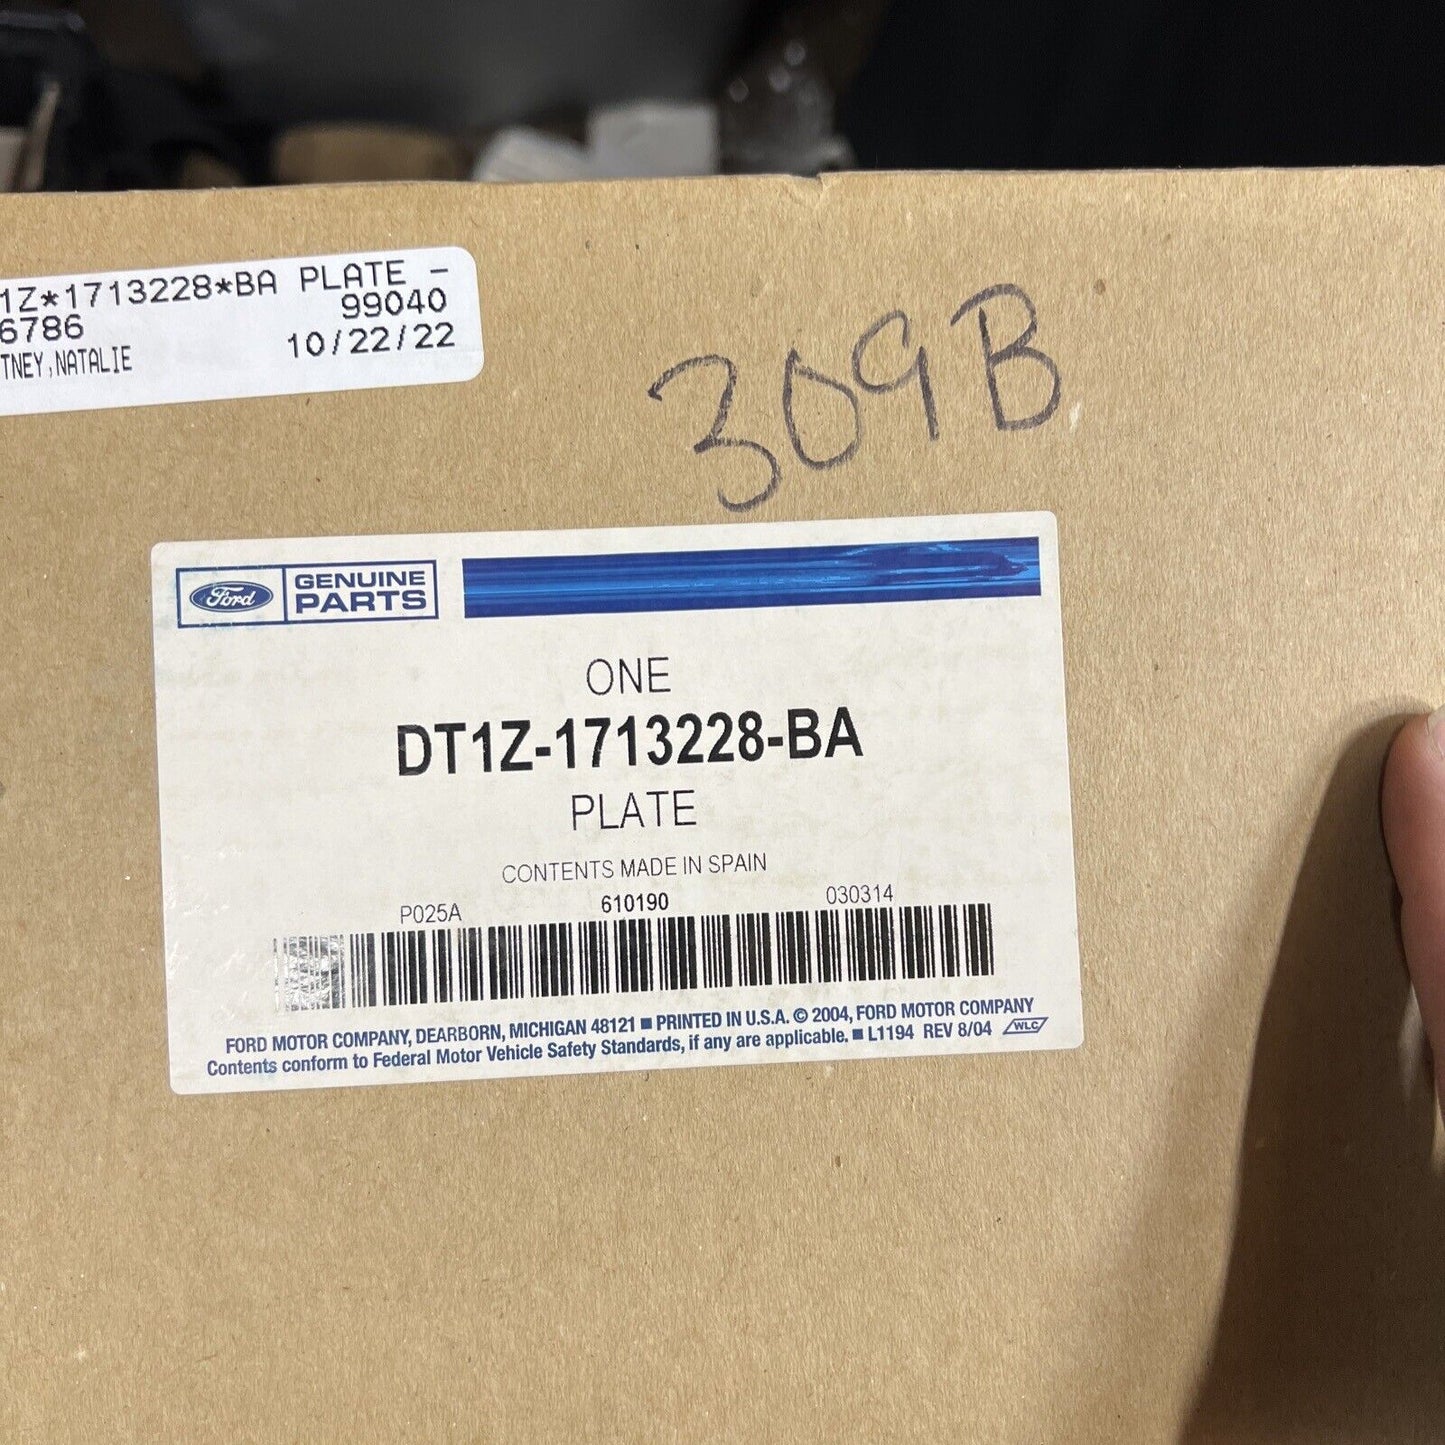 1Z*1713228*BA PLATE -
6786 99040
TNEY,NATALIE 10/22/22
309B
Ford GENUINE PARTS
ONE
DT1Z-1713228-BA
PLATE
CONTENTS MADE IN SPAIN
P025A 610190 030314
FORD MOTOR COMPANY, DEARBORN, MICHIGAN 48121 ■ PRINTED IN U.S.A. © 2004, FORD MOTOR COMPANY
Contents conform to Federal Motor Vehicle Safety Standards, if any are applicable. ■ L1194 REV 8/04 WLC